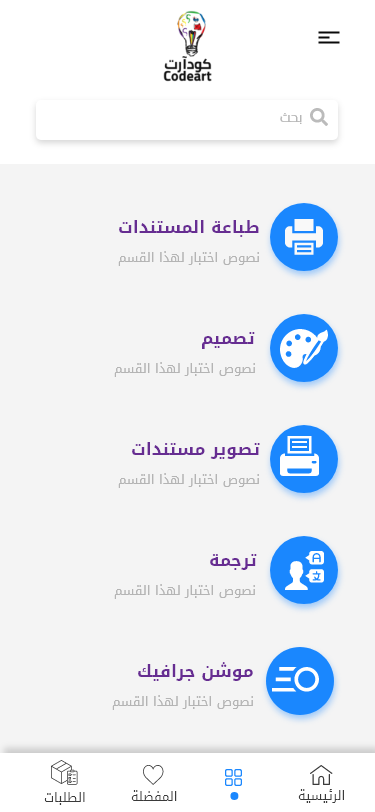 كودآرت
Codeart
بحث
طباعة المستندات
نصوص اختبار لهذا القسم
تصميم
نصوص اختبار لهذا القسم
تصوير مستندات
نصوص اختبار لهذا القسم
ترجمة
نصوص اختبار لهذا القسم
موشن جرافيك
نصوص اختبار لهذا القسم
الرئيسية
المفضلة
الطلبات